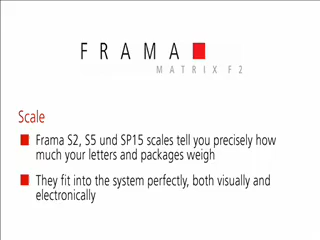 FRAMA
MATRIX F2
Scale
Frama S2, S5 und SP15 scales tell you precisely how
much your letters and packages weigh
They fit into the system perfectly, both visually and
electronically